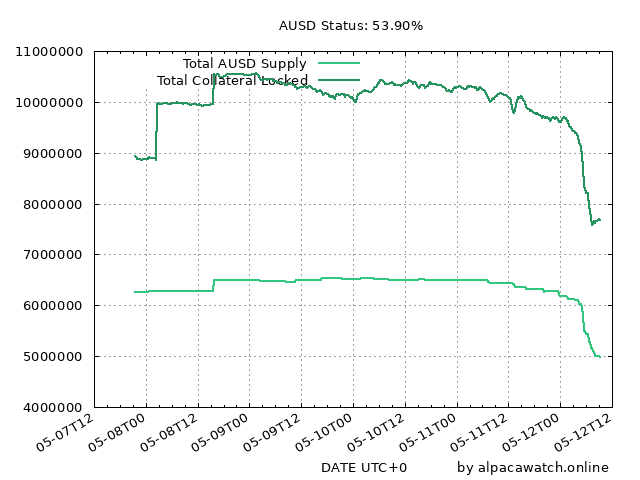 AUSD Status: 53.90%
11000000
Total AUSD Supply
Total Collateral Locked
10000000
9000000
8000000
7000000
6000000
5000000
4000000
05-07T12
05-08T00
05-08T12
05-09T00
05-09T12
05-10T00
05-10T12
05-11T00
05-11T12
05-12T00
05-12T12
DATE UTC+0
by alpacawatch.online